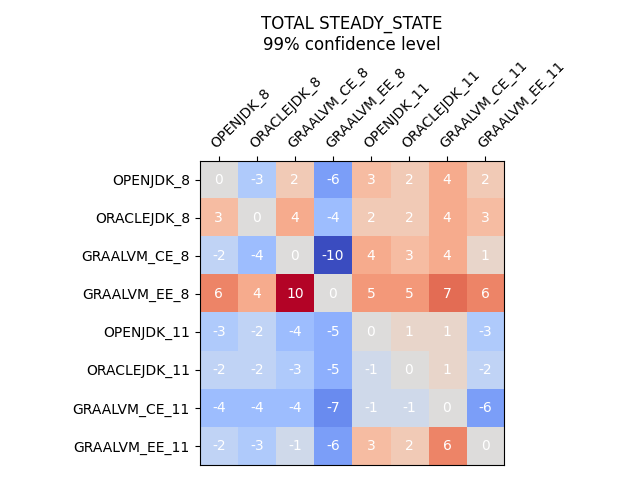 TOTAL STEADY_STATE
99% confidence level
OPENJDK_8 ORACLEJDK_8 GRAALVM_CE_8 GRAALVM_EE_8 OPENJDK_11 ORACLEJDK_11 GRAALVM_CE_11 GRAALVM_EE_11
OPENJDK_8 0 -3 2 -6 3 2 4 2
ORACLEJDK_8 3 0 4 -4 2 2 4 3
GRAALVM_CE_8 -2 -4 0 -10 4 3 4 1
GRAALVM_EE_8 6 4 10 0 5 5 7 6
OPENJDK_11 -3 -2 -4 -5 0 1 1 -3
ORACLEJDK_11 -2 -2 -3 -5 -1 0 1 -2
GRAALVM_CE_11 -4 -4 -4 -7 -1 -1 0 -6
GRAALVM_EE_11 -2 -3 -1 -6 3 2 6 0